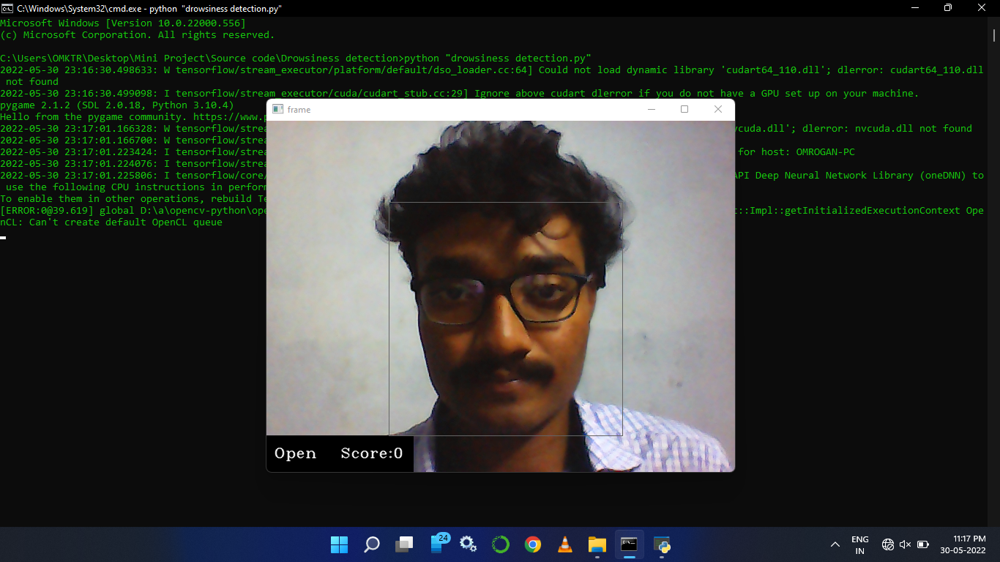 C:\Windows\System32\cmd.exe - python "drowsiness detection.py"
Microsoft Windows [Version 10.0.22000.556]
(c) Microsoft Corporation. All rights reserved.
C:\Users\OMKTR\Desktop\Mini Project\Source code\Drowsiness detection>python "drowsiness detection.py"
2022-05-30 23:16:30.498633: W tensorflow/stream_executor/platform/default/dso_loader.cc:64] Could not load dynamic library 'cudart64_110.dll'; dlerror: cudart64_110.dll
not found
2022-05-30 23:16:30.499098: I tensorflow/stream_executor/cuda/cudart_stub.cc:29] Ignore above cudart dlerror if you do not have a GPU set up on your machine.
pygame 2.1.2 (SDL 2.0.18, Python 3.10.4)
Hello from the pygame community. https://www.
2022-05-30 23:17:01.166328: W tensorflow/strea vcuda.dll'; dlerror: nvcuda.dll not found
2022-05-30 23:17:01.166700: W tensorflow/strea
2022-05-30 23:17:01.223424: I tensorflow/strea for host: OMROGAN-PC
2022-05-30 23:17:01.224076: I tensorflow/strea
2022-05-30 23:17:01.225806: I tensorflow/core/ API Deep Neural Network Library (oneDNN) to
use the following CPU instructions in perfor
To enable them in other operations, rebuild Te
[ERROR:0@39.619] global D:\a\opencv-python\ope t::Impl::getInitializedExecutionContext Ope
nCL: Can't create default OpenCL queue
frame
Open Score:0
24
ENG
IN
11:17 PM
30-05-2022